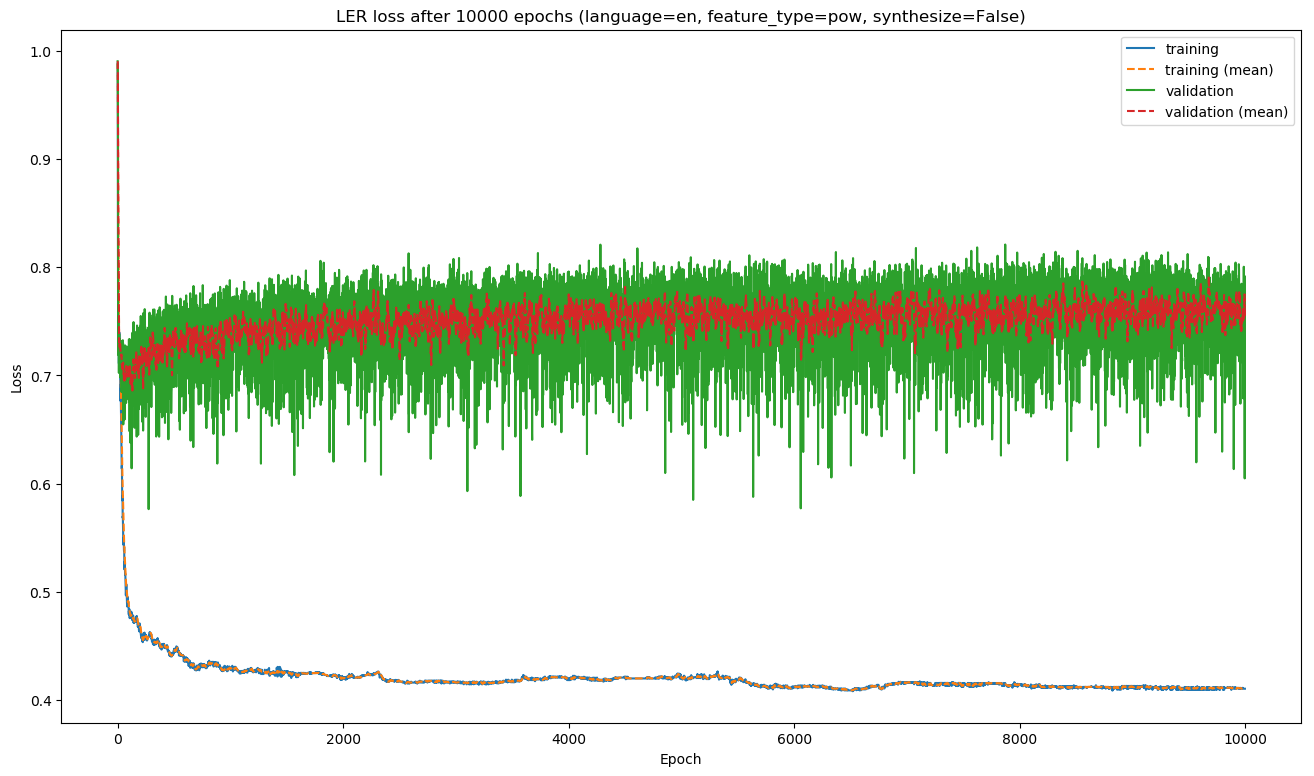 LER loss after 10000 epochs (language=en, feature_type=pow, synthesize=False)
training
training (mean)
validation
validation (mean)
1.0
0.9
0.8
0.7
0.6
0.5
0.4
Loss
0
2000
4000
6000
8000
10000
Epoch